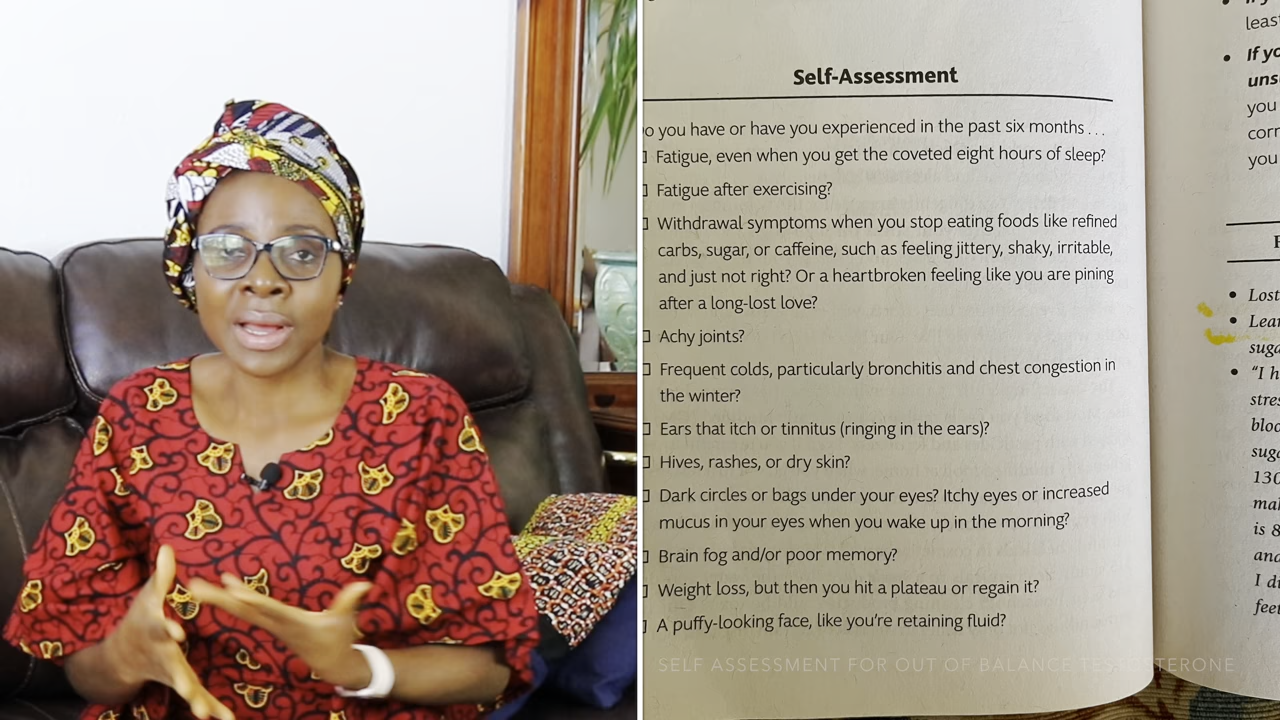 Self-Assessment
o you have or have you experienced in the past six months . . .
Fatigue, even when you get the coveted eight hours of sleep?
Fatigue after exercising?
Withdrawal symptoms when you stop eating foods like refined
carbs, sugar, or caffeine, such as feeling jittery, shaky, irritable,
and just not right? Or a heartbroken feeling like you are pining
after a long-lost love?
Achy joints?
Frequent colds, particularly bronchitis and chest congestion in
the winter?
Ears that itch or tinnitus (ringing in the ears)?
Hives, rashes, or dry skin?
Dark circles or bags under your eyes? Itchy eyes or increased
mucus in your eyes when you wake up in the morning?
Brain fog and/or poor memory?
Weight loss, but then you hit a plateau or regain it?
A puffy-looking face, like you're retaining fluid?
SELF ASSESSMENT FOR OUT OF BALANCE TESTOSTERONE
you
you
Lost